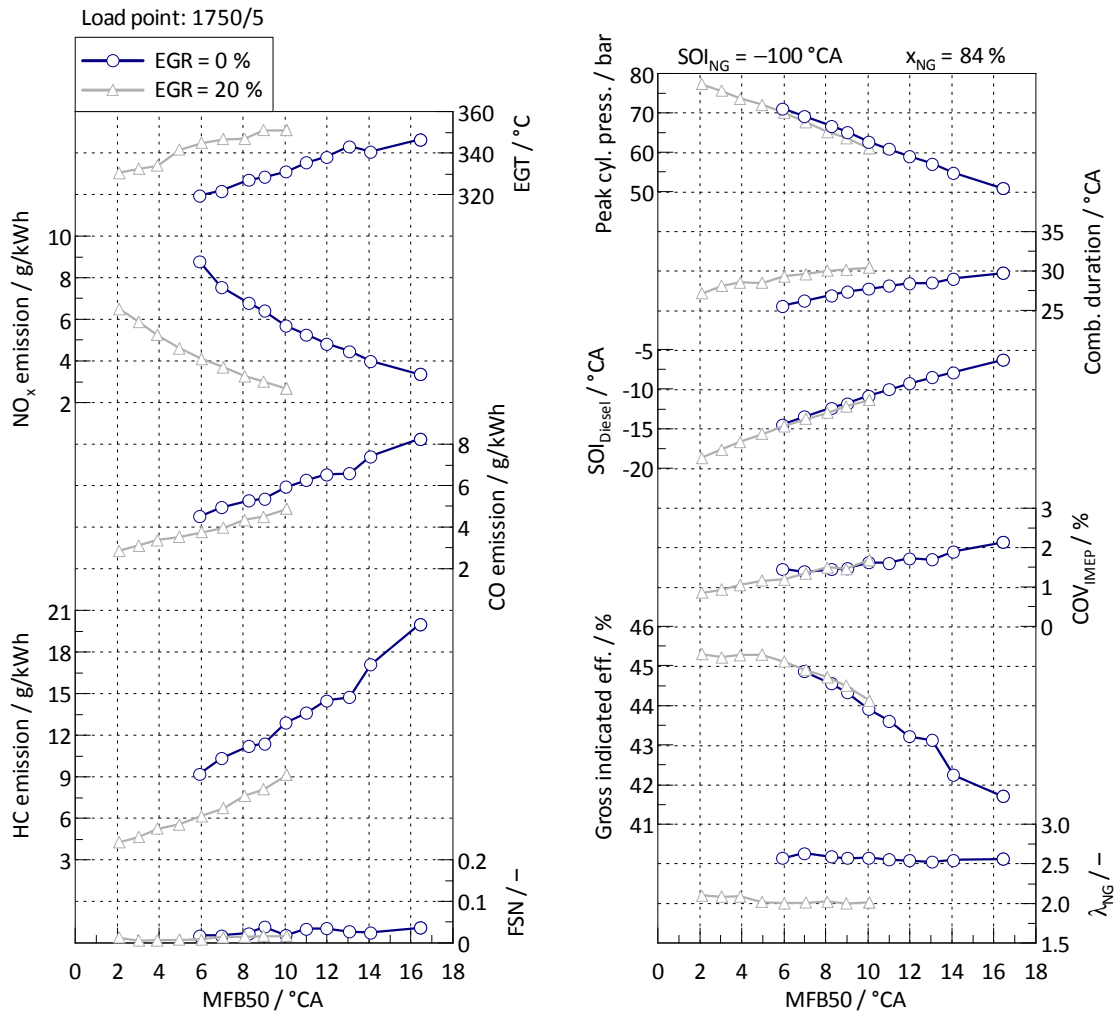 Load point: 1750/5
EGR = 0 %
EGR = 20 %
360
340
320
EGT / °C
10
8
6
4
2
NOx emission / g/kWh
8
6
4
2
CO emission / g/kWh
21
18
15
12
9
6
3
HC emission / g/kWh
0.2
0.1
0
FSN / –
0 2 4 6 8 10 12 14 16 18
MFB50 / °CA
SOING = –100 °CA xNG = 84 %
80
70
60
50
Peak cyl. press. / bar
35
30
25
Comb. duration / °CA
-5
-10
-15
-20
SOIDiesel / °CA
3
2
1
0
COVIMEP / %
46
45
44
43
42
41
Gross indicated eff. / %
3.0
2.5
2.0
1.5
λNG / –
0 2 4 6 8 10 12 14 16 18
MFB50 / °CA